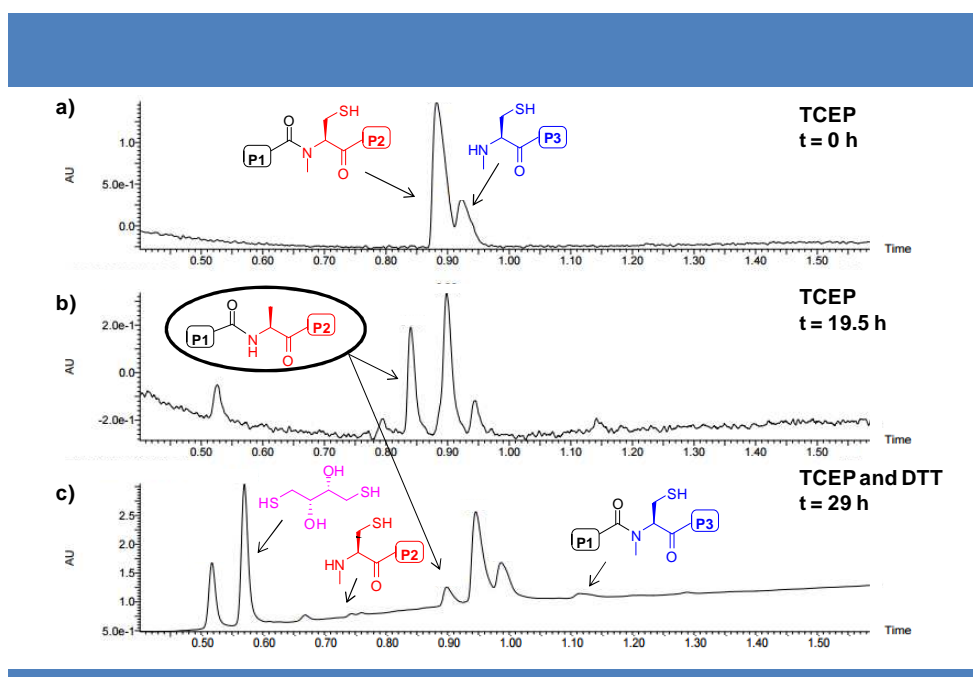 a)
TCEP
t = 0 h
SH
O
P1
N
P2
O
SH
HN
P3
O
AU
1.0
5.0e-1
0.0
Time
0.50 0.60 0.70 0.80 0.90 1.00 1.10 1.20 1.30 1.40 1.50
b)
TCEP
t = 19.5 h
O
P1
N
H
P2
O
AU
2.0e-1
0.0
-2.0e-1
Time
0.50 0.60 0.70 0.80 0.90 1.00 1.10 1.20 1.30 1.40 1.50
c)
TCEP and DTT
t = 29 h
OH
HS
SH
OH
SH
HN
P2
O
SH
O
P1
N
P3
O
AU
2.5
2.0
1.5
1.0
5.0e-1
Time
0.50 0.60 0.70 0.80 0.90 1.00 1.10 1.20 1.30 1.40 1.50